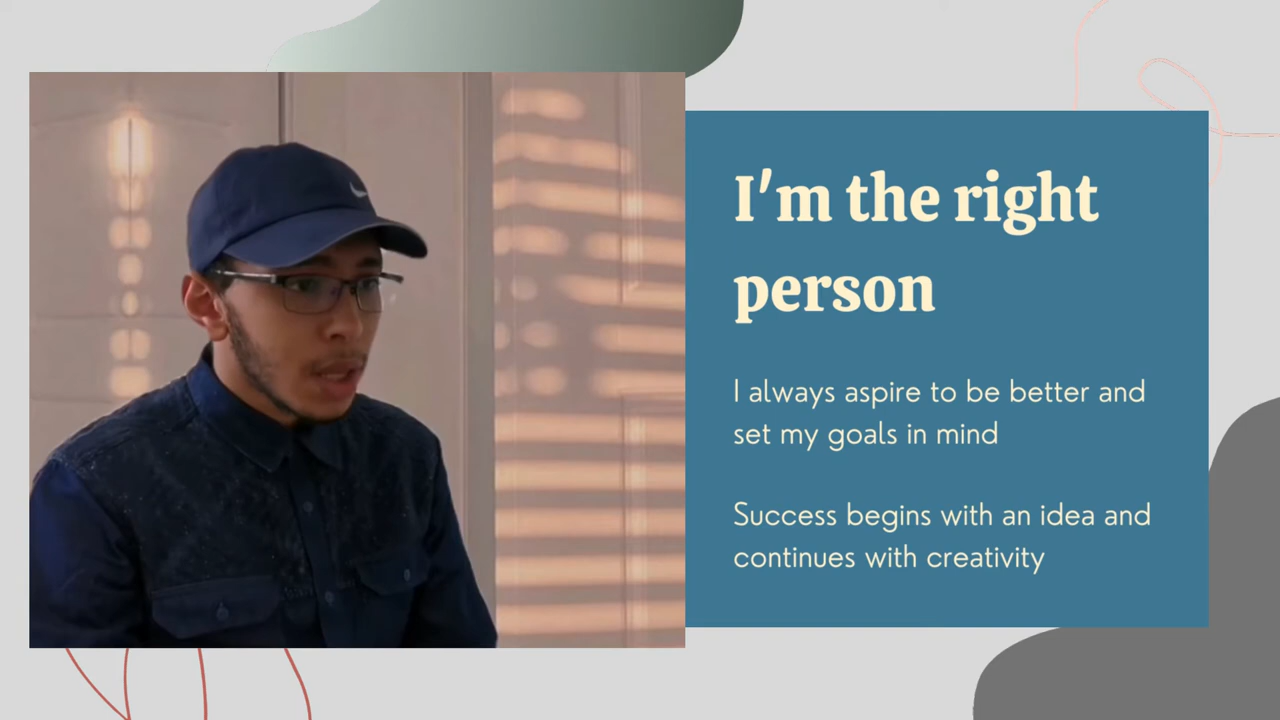 I'm the right
person
I always aspire to be better and
set my goals in mind
Success begins with an idea and
continues with creativity